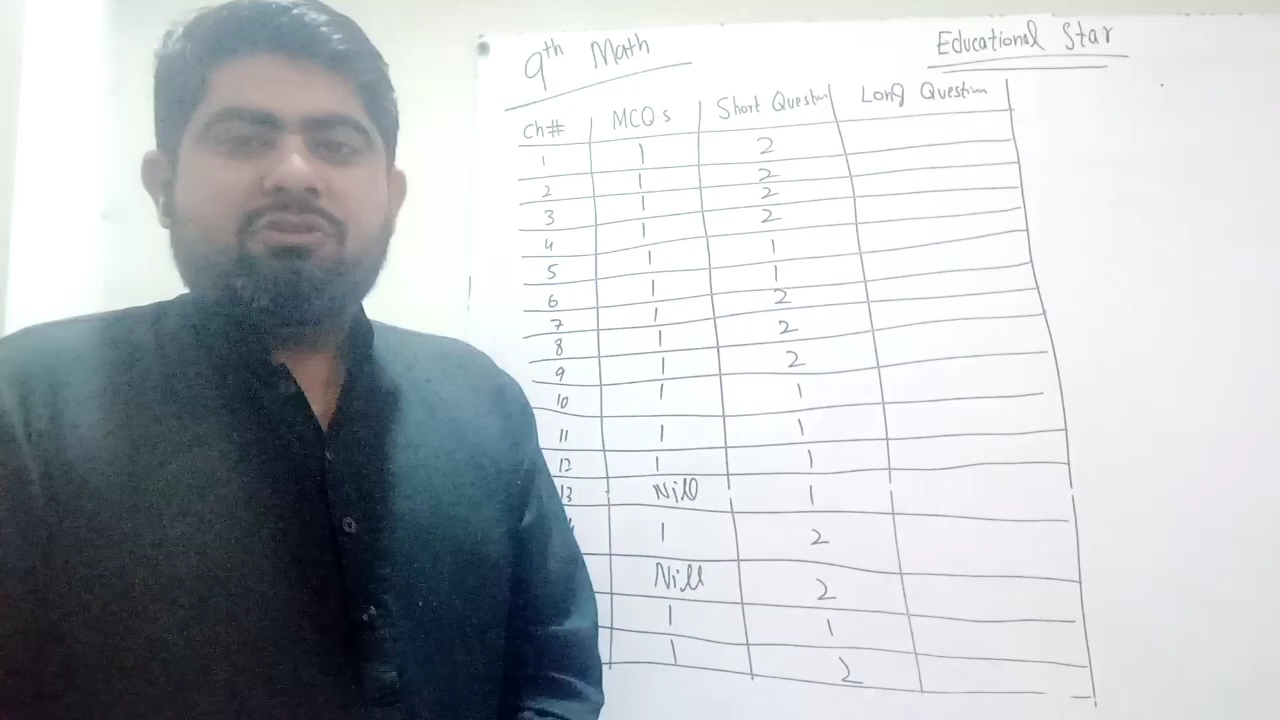 9th Math
Educational Star
Ch# MCQs Short Question Long Question
1 1 2
2 1 2
3 1 2
4 1 2
5 1 1
6 1 1
7 1 2
8 1 2
9 1 2
10 1 1
11 1 1
12 1 1
13 Nill 1
1 2
Nill 2
1 1
1 2